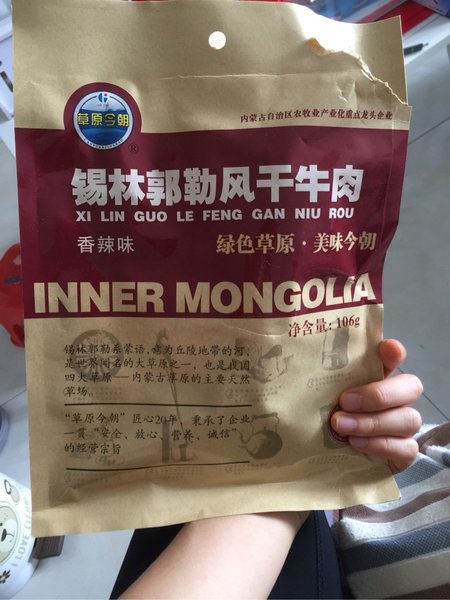 草原今朝
®
内蒙古自治区农牧业产业化重点龙头企业
锡林郭勒风干牛肉
XI LIN GUO LE FENG GAN NIU ROU
香辣味
绿色草原·美味今朝
INNER MONGOLIA
净含量:106g
锡林郭勒系蒙语,意为丘陵地带的河,
是世界闻名的大草原之一,也是我国
四大草原——内蒙古草原的主要天然
草场。
“草原今朝”匠心20年,秉承了企业
一贯“安全、放心、营养、诚信”
的经营宗旨
I LOVE